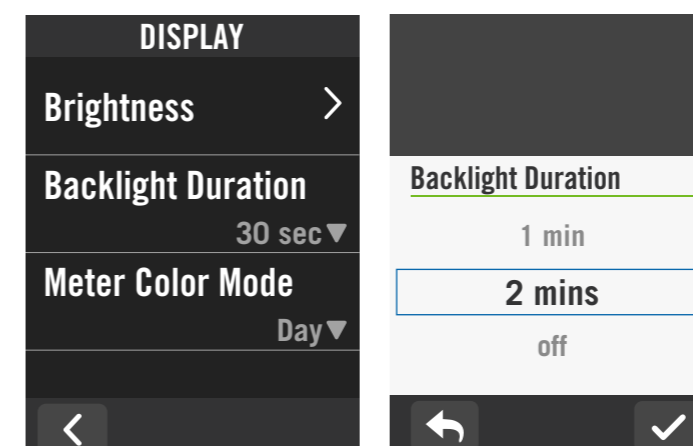 DISPLAY
Brightness
Backlight Duration
30 sec
Meter Color Mode
Day
Backlight Duration
1 min
2 mins
off